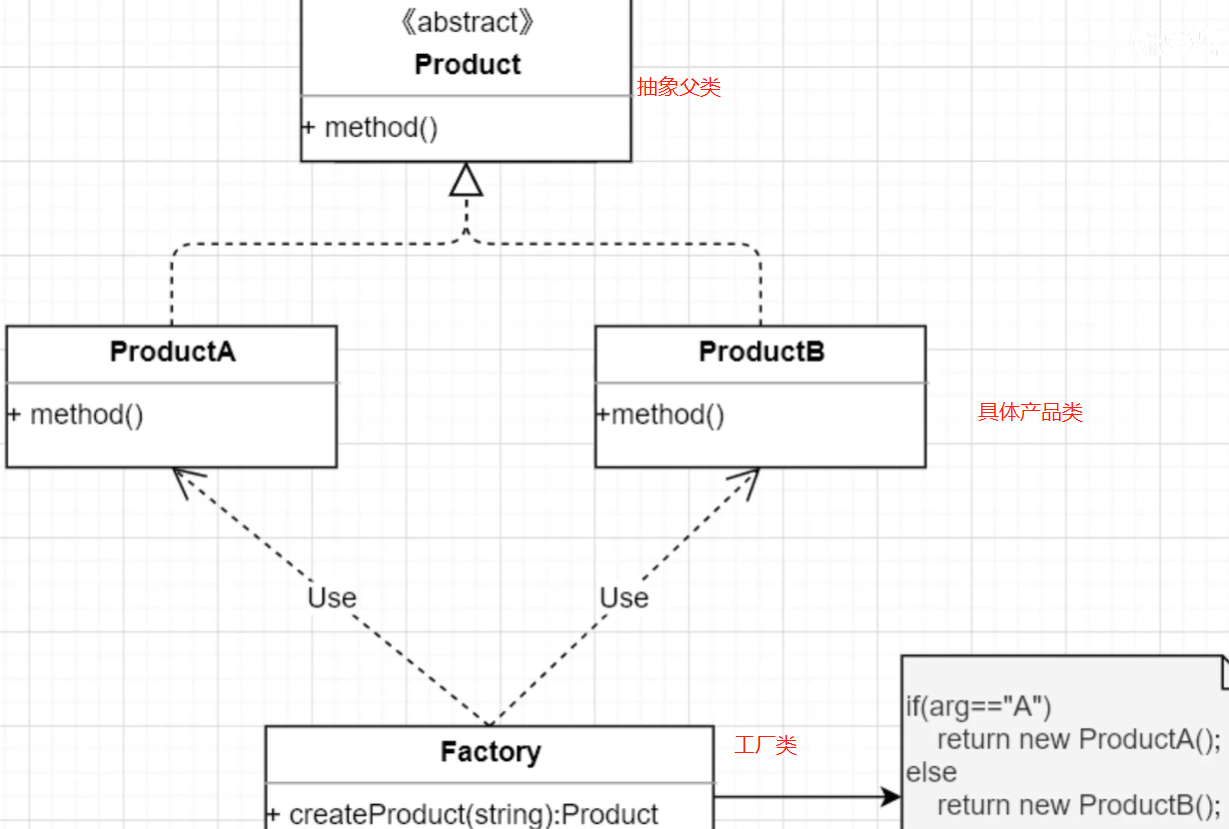 《abstract》
Product
抽象父类
+ method()
ProductA
ProductB
+ method()
+method()
具体产品类
Use
Use
if(arg=="A")
return new ProductA();
else
return new ProductB();
Factory
工厂类
+ createProduct(string):Product